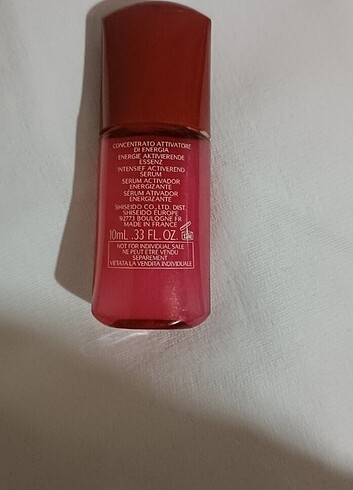 CONCENTRATO ATTIVATORE
DI ENERGIA
ENERGIE AKTIVIERENDE
ESSENZ
INTENSIEF ACTIVEREND
SERUM
SERUM ACTIVADOR
ENERGIZANTE
SÉRUM ATIVADOR
ENERGIZANTE
SHISEIDO CO., LTD. DIST.
SHISEIDO EUROPE
92773 BOULOGNE FR
MADE IN FRANCE
10mL .33 FL. OZ.
NOT FOR INDIVIDUAL SALE
NE PEUT ÊTRE VENDU
SEPAREMENT
VIETATA LA VENDITA INDIVIDUALE